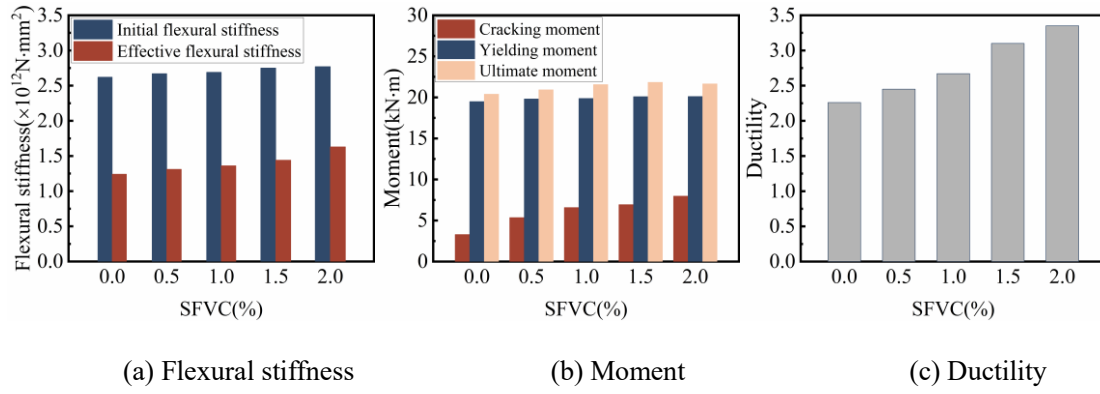 Flexural stiffness(×10¹²N·mm²)
3.5
3.0
2.5
2.0
1.5
1.0
0.5
0.0
Initial flexural stiffness
Effective flexural stiffness
0.0 0.5 1.0 1.5 2.0
SFVC(%)
(a) Flexural stiffness
Moment(kN·m)
30
25
20
15
10
5
0
Cracking moment
Yielding moment
Ultimate moment
0.0 0.5 1.0 1.5 2.0
SFVC(%)
(b) Moment
Ductility
3.5
3.0
2.5
2.0
1.5
1.0
0.5
0.0
0.0 0.5 1.0 1.5 2.0
SFVC(%)
(c) Ductility